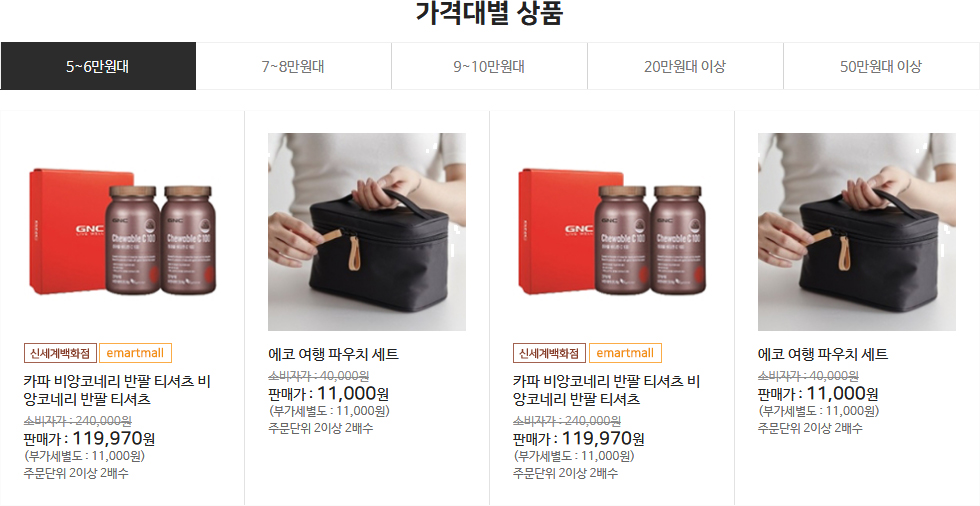 가격대별 상품
5~6만원대
7~8만원대
9~10만원대
20만원대 이상
50만원대 이상
GNC
LIVE WELL
GNC
Chewable C 100
신세계백화점 emartmall
카파 비앙코네리 반팔 티셔츠 비
앙코네리 반팔 티셔츠
소비자가 : 240,000원
판매가 : 119,970원
(부가세별도 : 11,000원)
주문단위 2이상 2배수
에코 여행 파우치 세트
소비자가 : 40,000원
판매가 : 11,000원
(부가세별도 : 11,000원)
주문단위 2이상 2배수
GNC
LIVE WELL
GNC
Chewable C 100
신세계백화점 emartmall
카파 비앙코네리 반팔 티셔츠 비
앙코네리 반팔 티셔츠
소비자가 : 240,000원
판매가 : 119,970원
(부가세별도 : 11,000원)
주문단위 2이상 2배수
에코 여행 파우치 세트
소비자가 : 40,000원
판매가 : 11,000원
(부가세별도 : 11,000원)
주문단위 2이상 2배수